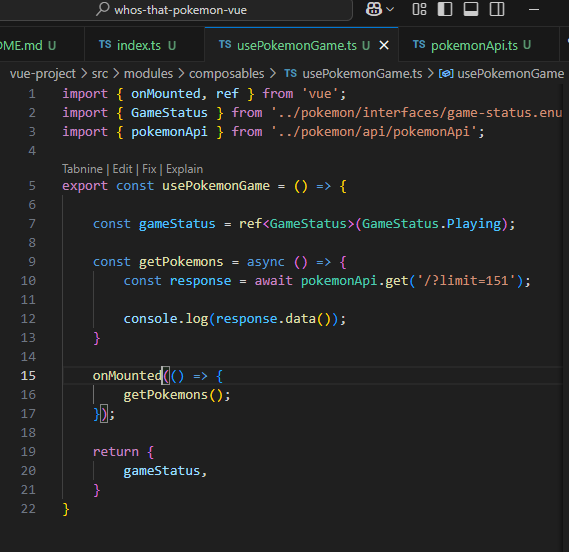 whos-that-pokemon-vue
OME.md U
TS index.ts U
TS usePokemonGame.ts U
TS pokemonApi.ts U
vue-project > src > modules > composables > TS usePokemonGame.ts > usePokemonGame
1 import { onMounted, ref } from 'vue';
2 import { GameStatus } from '../pokemon/interfaces/game-status.enu
3 import { pokemonApi } from '../pokemon/api/pokemonApi';
4
Tabnine | Edit | Fix | Explain
5 export const usePokemonGame = () => {
6
7 const gameStatus = ref<GameStatus>(GameStatus.Playing);
8
9 const getPokemons = async () => {
10 const response = await pokemonApi.get('/?limit=151');
11
12 console.log(response.data());
13 }
14
15 onMounted(() => {
16 getPokemons();
17 });
18
19 return {
20 gameStatus,
21 }
22 }